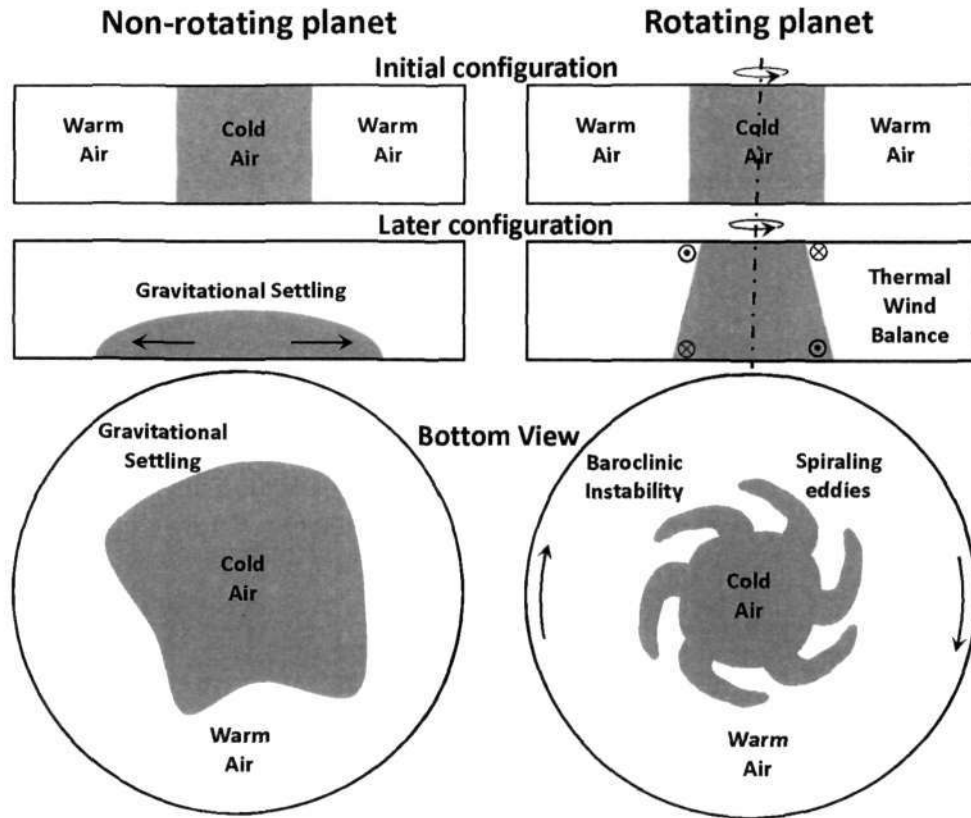 Non-rotating planet
Rotating planet
Initial configuration
Warm
Air
Cold
Air
Warm
Air
Warm
Air
Cold
Air
Warm
Air
Later configuration
Gravitational Settling
Thermal
Wind
Balance
Bottom View
Gravitational
Settling
Cold
Air
Warm
Air
Baroclinic
Instability
Spiraling
eddies
Cold
Air
Warm
Air